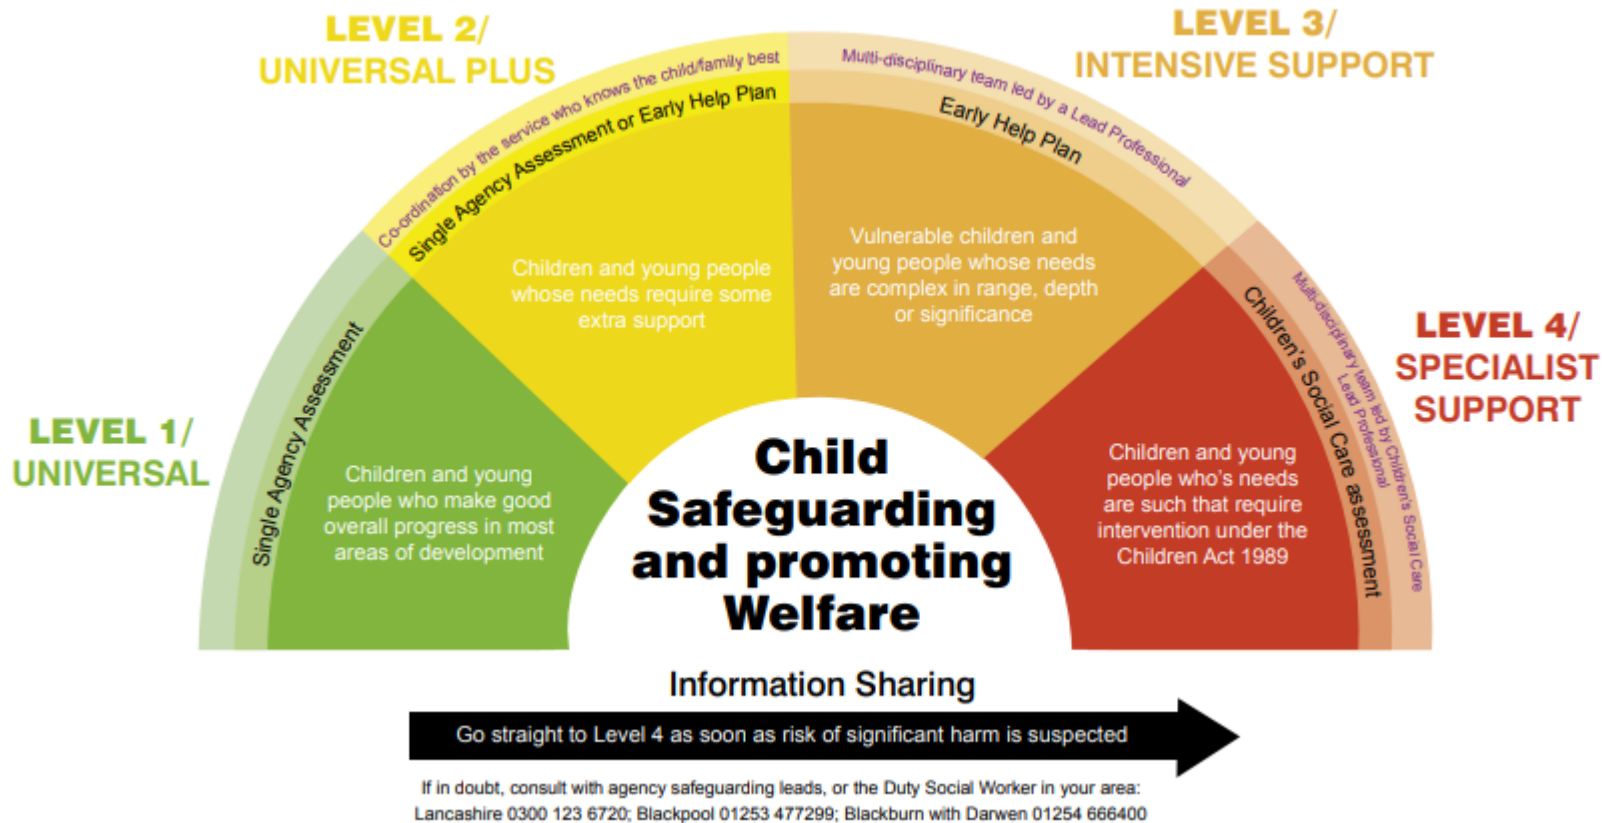 LEVEL 1/
UNIVERSAL
Single Agency Assessment
Children and young
people who make good
overall progress in most
areas of development
LEVEL 2/
UNIVERSAL PLUS
Co-ordination by the service who knows the child/family best
Single Agency Assessment or Early Help Plan
Children and young people
whose needs require some
extra support
LEVEL 3/
INTENSIVE SUPPORT
Multi-disciplinary team led by a Lead Professional
Early Help Plan
Vulnerable children and
young people whose needs
are complex in range, depth
or significance
LEVEL 4/
SPECIALIST
SUPPORT
Multi-disciplinary team led by Children's Social Care
Lead Professional
Children's Social Care assessment
Children and young
people who's needs
are such that require
intervention under the
Children Act 1989
Child
Safeguarding
and promoting
Welfare
Information Sharing
Go straight to Level 4 as soon as risk of significant harm is suspected
If in doubt, consult with agency safeguarding leads, or the Duty Social Worker in your area:
Lancashire 0300 123 6720; Blackpool 01253 477299; Blackburn with Darwen 01254 666400